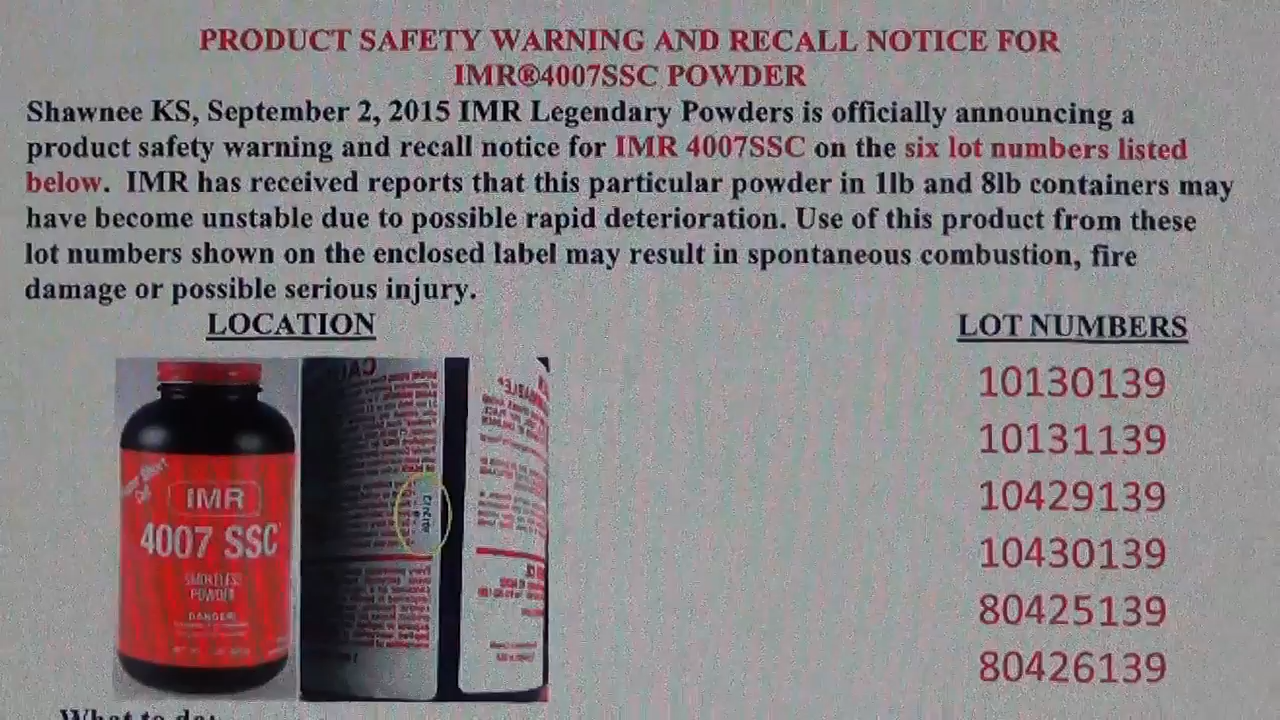 PRODUCT SAFETY WARNING AND RECALL NOTICE FOR
IMR®4007SSC POWDER
Shawnee KS, September 2, 2015 IMR Legendary Powders is officially announcing a
product safety warning and recall notice for IMR 4007SSC on the six lot numbers listed
below. IMR has received reports that this particular powder in 1lb and 8lb containers may
have become unstable due to possible rapid deterioration. Use of this product from these
lot numbers shown on the enclosed label may result in spontaneous combustion, fire
damage or possible serious injury.
LOCATION
IMR
4007 SSC
SMOKELESS
POWDER
DANGER!
LOT NUMBERS
10130139
10131139
10429139
10430139
80425139
80426139
What to do: